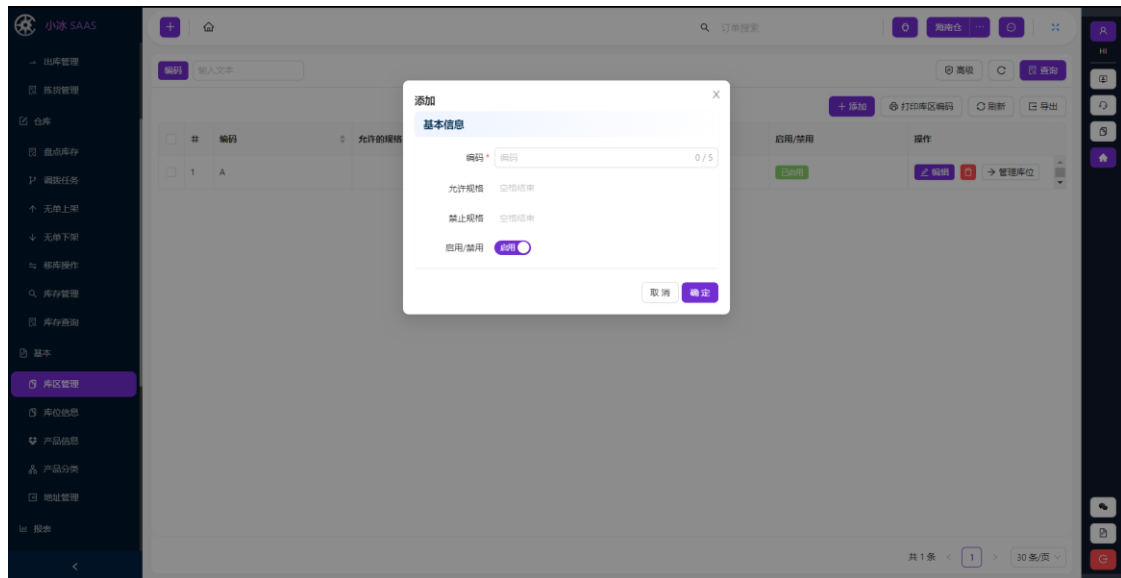 小冰 SAAS
订单搜索
海南仓 ···
HI
出库管理
拣货管理
仓库
盘点库存
调拨任务
无单上架
无单下架
移库操作
库存管理
库存查询
基本
库区管理
库位信息
产品信息
产品分类
地址管理
报表
编码 输入文本
高级
查询
+ 添加 打印库区编码 刷新 导出
# 编码 允许的规格 启用/禁用 操作
1 A 已启用 编辑 管理库位
添加
基本信息
编码 * 编码 0 / 5
允许规格 空格结束
禁止规格 空格结束
启用/禁用 启用
取消 确定
共 1 条 < 1 > 30 条/页